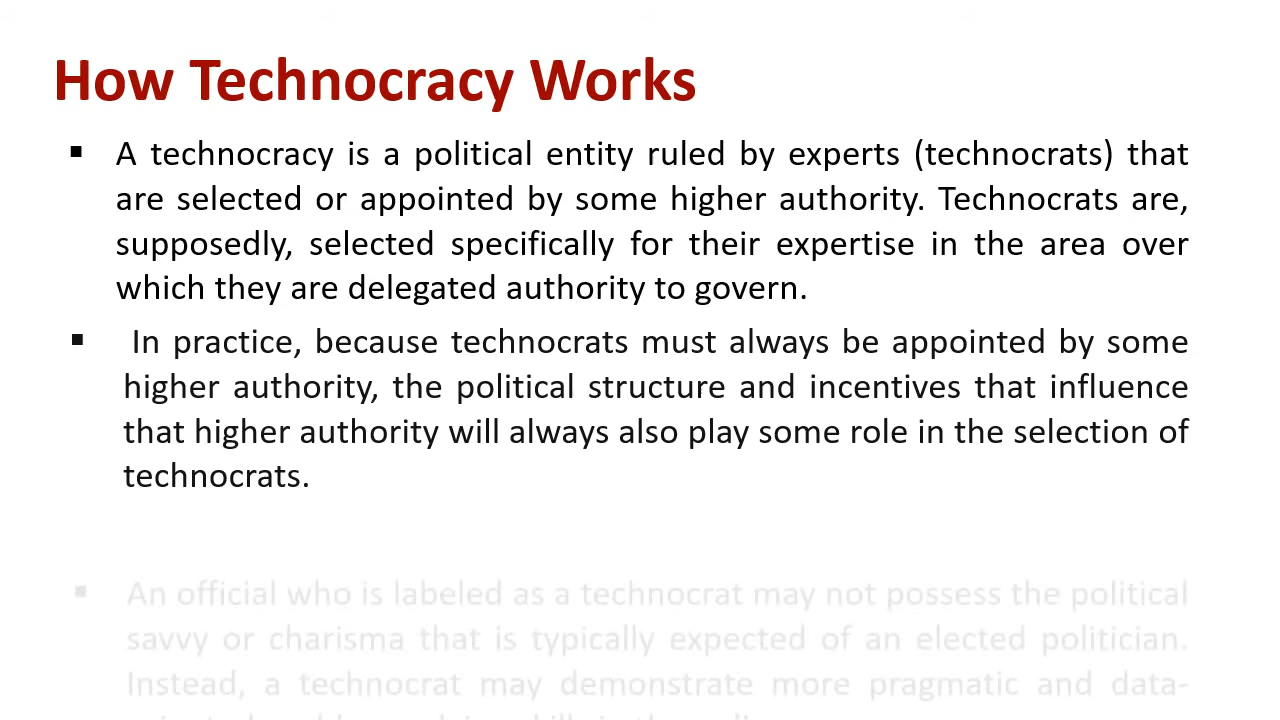 How Technocracy Works
▪ A technocracy is a political entity ruled by experts (technocrats) that
are selected or appointed by some higher authority. Technocrats are,
supposedly, selected specifically for their expertise in the area over
which they are delegated authority to govern.
▪ In practice, because technocrats must always be appointed by some
higher authority, the political structure and incentives that influence
that higher authority will always also play some role in the selection of
technocrats.
▪ An official who is labeled as a technocrat may not possess the political
savvy or charisma that is typically expected of an elected politician.
Instead, a technocrat may demonstrate more pragmatic and data-